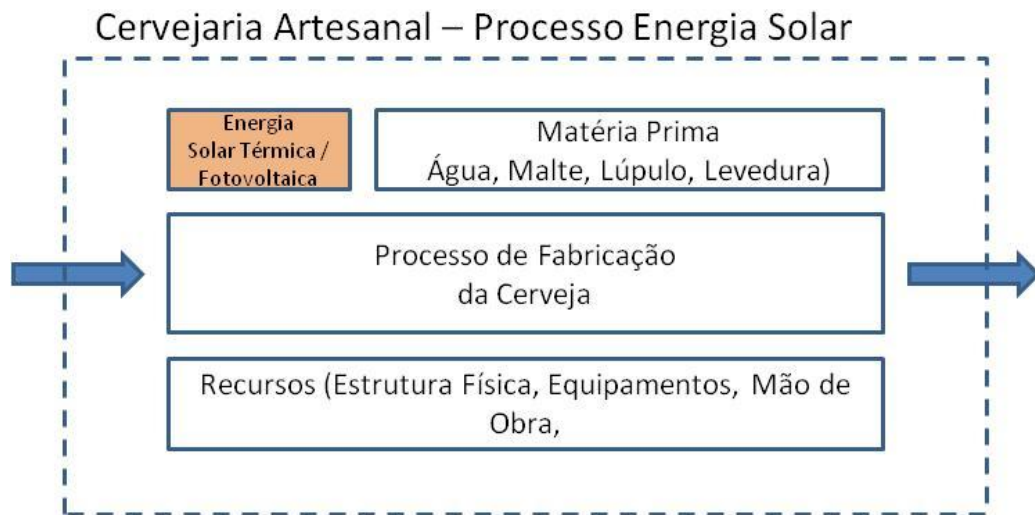 Cervejaria Artesanal – Processo Energia Solar
Energia
Solar Térmica /
Fotovoltaica
Matéria Prima
Água, Malte, Lúpulo, Levedura)
Processo de Fabricação
da Cerveja
Recursos (Estrutura Física, Equipamentos, Mão de
Obra,